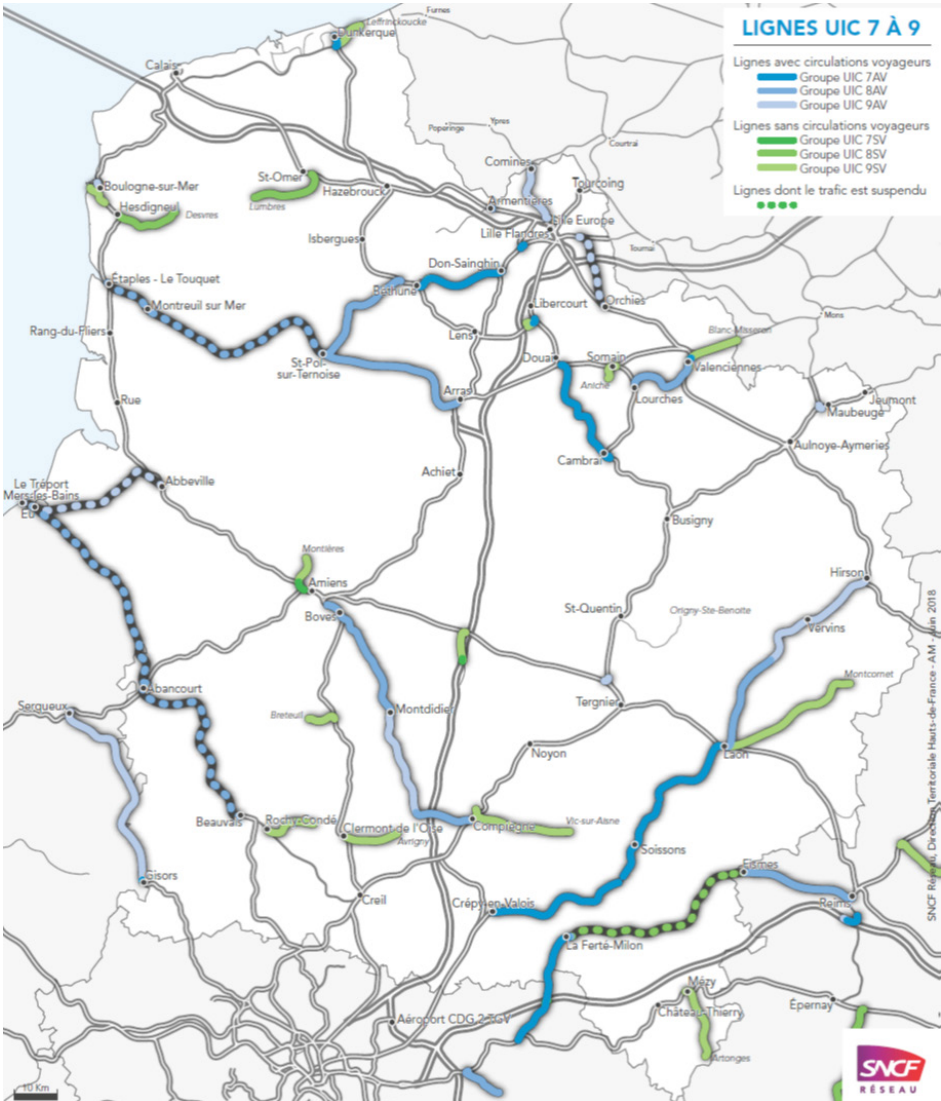 LIGNES UIC 7 À 9
Lignes avec circulations voyageurs
Groupe UIC 7AV
Groupe UIC 8AV
Groupe UIC 9AV
Lignes sans circulations voyageurs
Groupe UIC 7SV
Groupe UIC 8SV
Groupe UIC 9SV
Lignes dont le trafic est suspendu
Furnes
Leffrinckoucke
Dunkerque
Calais
Ypres
Poperinge
Courtrai
Comines
Tourcoing
St-Omer
Boulogne-sur-Mer
Hazebrouck
Lumbres
Armentières
Hesdigneul
Desvres
Lille Europe
Lille Flandres
Isbergues
Tournai
Don-Sainghin
Étaples - Le Touquet
Béthune
Montreuil sur Mer
Libercourt
Orchies
Mons
Rang-du-Fliers
Lens
Blanc-Misseron
St-Pol-
sur-Ternoise
Douai
Somain
Valenciennes
Aniche
Lourches
Arras
Rue
Jeumont
Maubeuge
Aulnoye-Aymeries
Cambrai
Achiet
Abbeville
Le Tréport
Mers-les-Bains
Eu
Busigny
Montières
Amiens
Hirson
Boves
St-Quentin
Origny-Ste-Benoite
Vervins
Abancourt
Montcornet
Serqueux
Montdidier
Tergnier
Breteuil
Noyon
Laon
Beauvais
Rochy-Condé
Clermont de l'Oise
Avrigny
Compiègne
Vic-sur-Aisne
Soissons
Gisors
Creil
Fismes
Reims
Crépy-en-Valois
La Ferté-Milon
Mézy
Château-Thierry
Épernay
Aéroport CDG 2 TGV
Artonges
10 Km
SNCF Réseau, Direction Territoriale Hauts-de-France - A.M - Juin 2018
SNCF
RÉSEAU